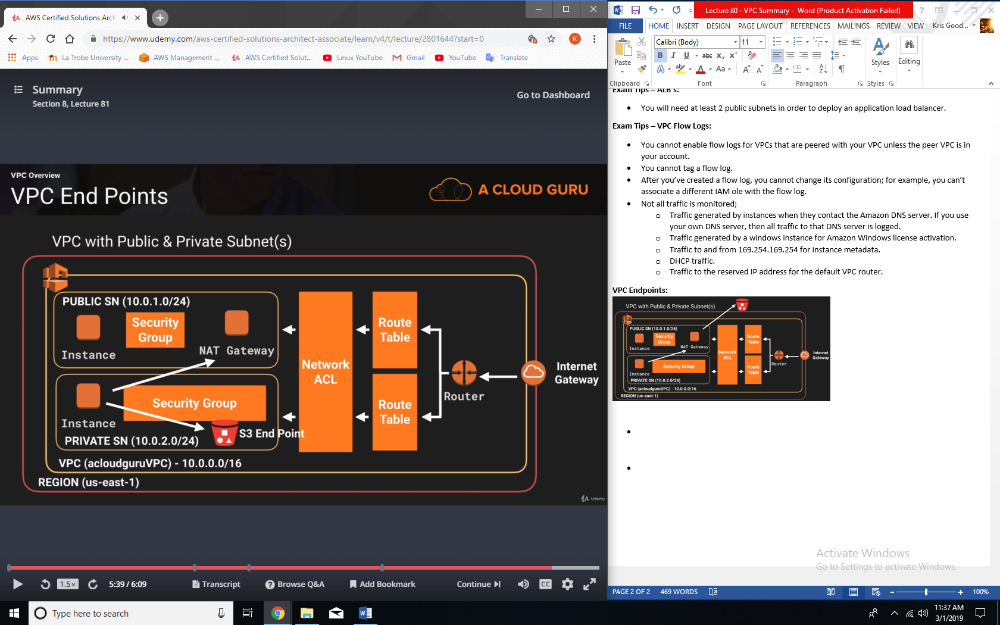 AWS Certified Solutions Arch
https://www.udemy.com/aws-certified-solutions-architect-associate/learn/v4/t/lecture/2801644?start=0
K
Apps
La Trobe University ...
AWS Management ...
AWS Certified Solut...
Linux YouTube
Gmail
YouTube
Translate
Summary
Section 8, Lecture 81
Go to Dashboard
VPC Overview
VPC End Points
A CLOUD GURU
VPC with Public & Private Subnet(s)
PUBLIC SN (10.0.1.0/24)
Instance
Security
Group
NAT Gateway
Instance
Security Group
S3 End Point
PRIVATE SN (10.0.2.0/24)
Network
ACL
Route
Table
Route
Table
Router
Internet
Gateway
VPC (acloudguruVPC) - 10.0.0.0/16
REGION (us-east-1)
Udemy
1.5×
5:39 / 6:09
Transcript
Browse Q&A
Add Bookmark
Continue
CC
Lecture 80 - VPC Summary - Word (Product Activation Failed)
FILE
HOME
INSERT
DESIGN
PAGE LAYOUT
REFERENCES
MAILINGS
REVIEW
VIEW
Kris Good...
Calibri (Body)
11
Paste
Styles
Editing
Clipboard
Font
Paragraph
Styles
Exam Tips – ALB's:
• You will need at least 2 public subnets in order to deploy an application load balancer.
Exam Tips – VPC Flow Logs:
• You cannot enable flow logs for VPCs that are peered with your VPC unless the peer VPC is in
your account.
• You cannot tag a flow log.
• After you've created a flow log, you cannot change its configuration; for example, you can't
associate a different IAM ole with the flow log.
• Not all traffic is monitored;
o Traffic generated by instances when they contact the Amazon DNS server. If you use
your own DNS server, then all traffic to that DNS server is logged.
o Traffic generated by a windows instance for Amazon Windows license activation.
o Traffic to and from 169.254.169.254 for instance metadata.
o DHCP traffic.
o Traffic to the reserved IP address for the default VPC router.
VPC Endpoints:
VPC with Public & Private Subnet(s)
PUBLIC SN (10.0.1.0/24)
Instance
Security
Group
NAT Gateway
Instance
Security Group
PRIVATE SN (10.0.2.0/24)
Network
ACL
Route
Table
Route
Table
Router
Internet
Gateway
VPC (acloudguruVPC) - 10.0.0.0/16
REGION (us-east-1)
Activate Windows
Go to Settings to activate Windows.
PAGE 2 OF 2
469 WORDS
100%
Type here to search
11:37 AM
3/1/2019